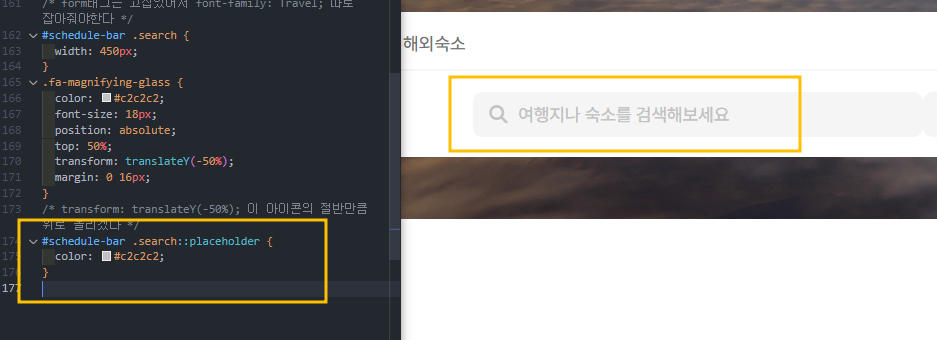 161 /* form태그는 고집있어서 font-family: Travel; 따로
잡아줘야한다 */
162 #schedule-bar .search {
163 width: 450px;
164 }
165 .fa-magnifying-glass {
166 color: #c2c2c2;
167 font-size: 18px;
168 position: absolute;
169 top: 50%;
170 transform: translateY(-50%);
171 margin: 0 16px;
172 }
173 /* transform: translateY(-50%); 이 아이콘의 절반만큼
위로 올리겠다 */
174 #schedule-bar .search::placeholder {
175 color: #c2c2c2;
176 }
177
해외숙소
여행지나 숙소를 검색해보세요